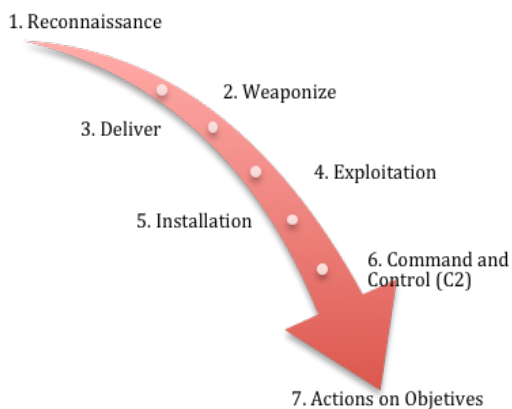 1. Reconnaissance
2. Weaponize
3. Deliver
4. Exploitation
5. Installation
6. Command and
Control (C2)
7. Actions on Objetives